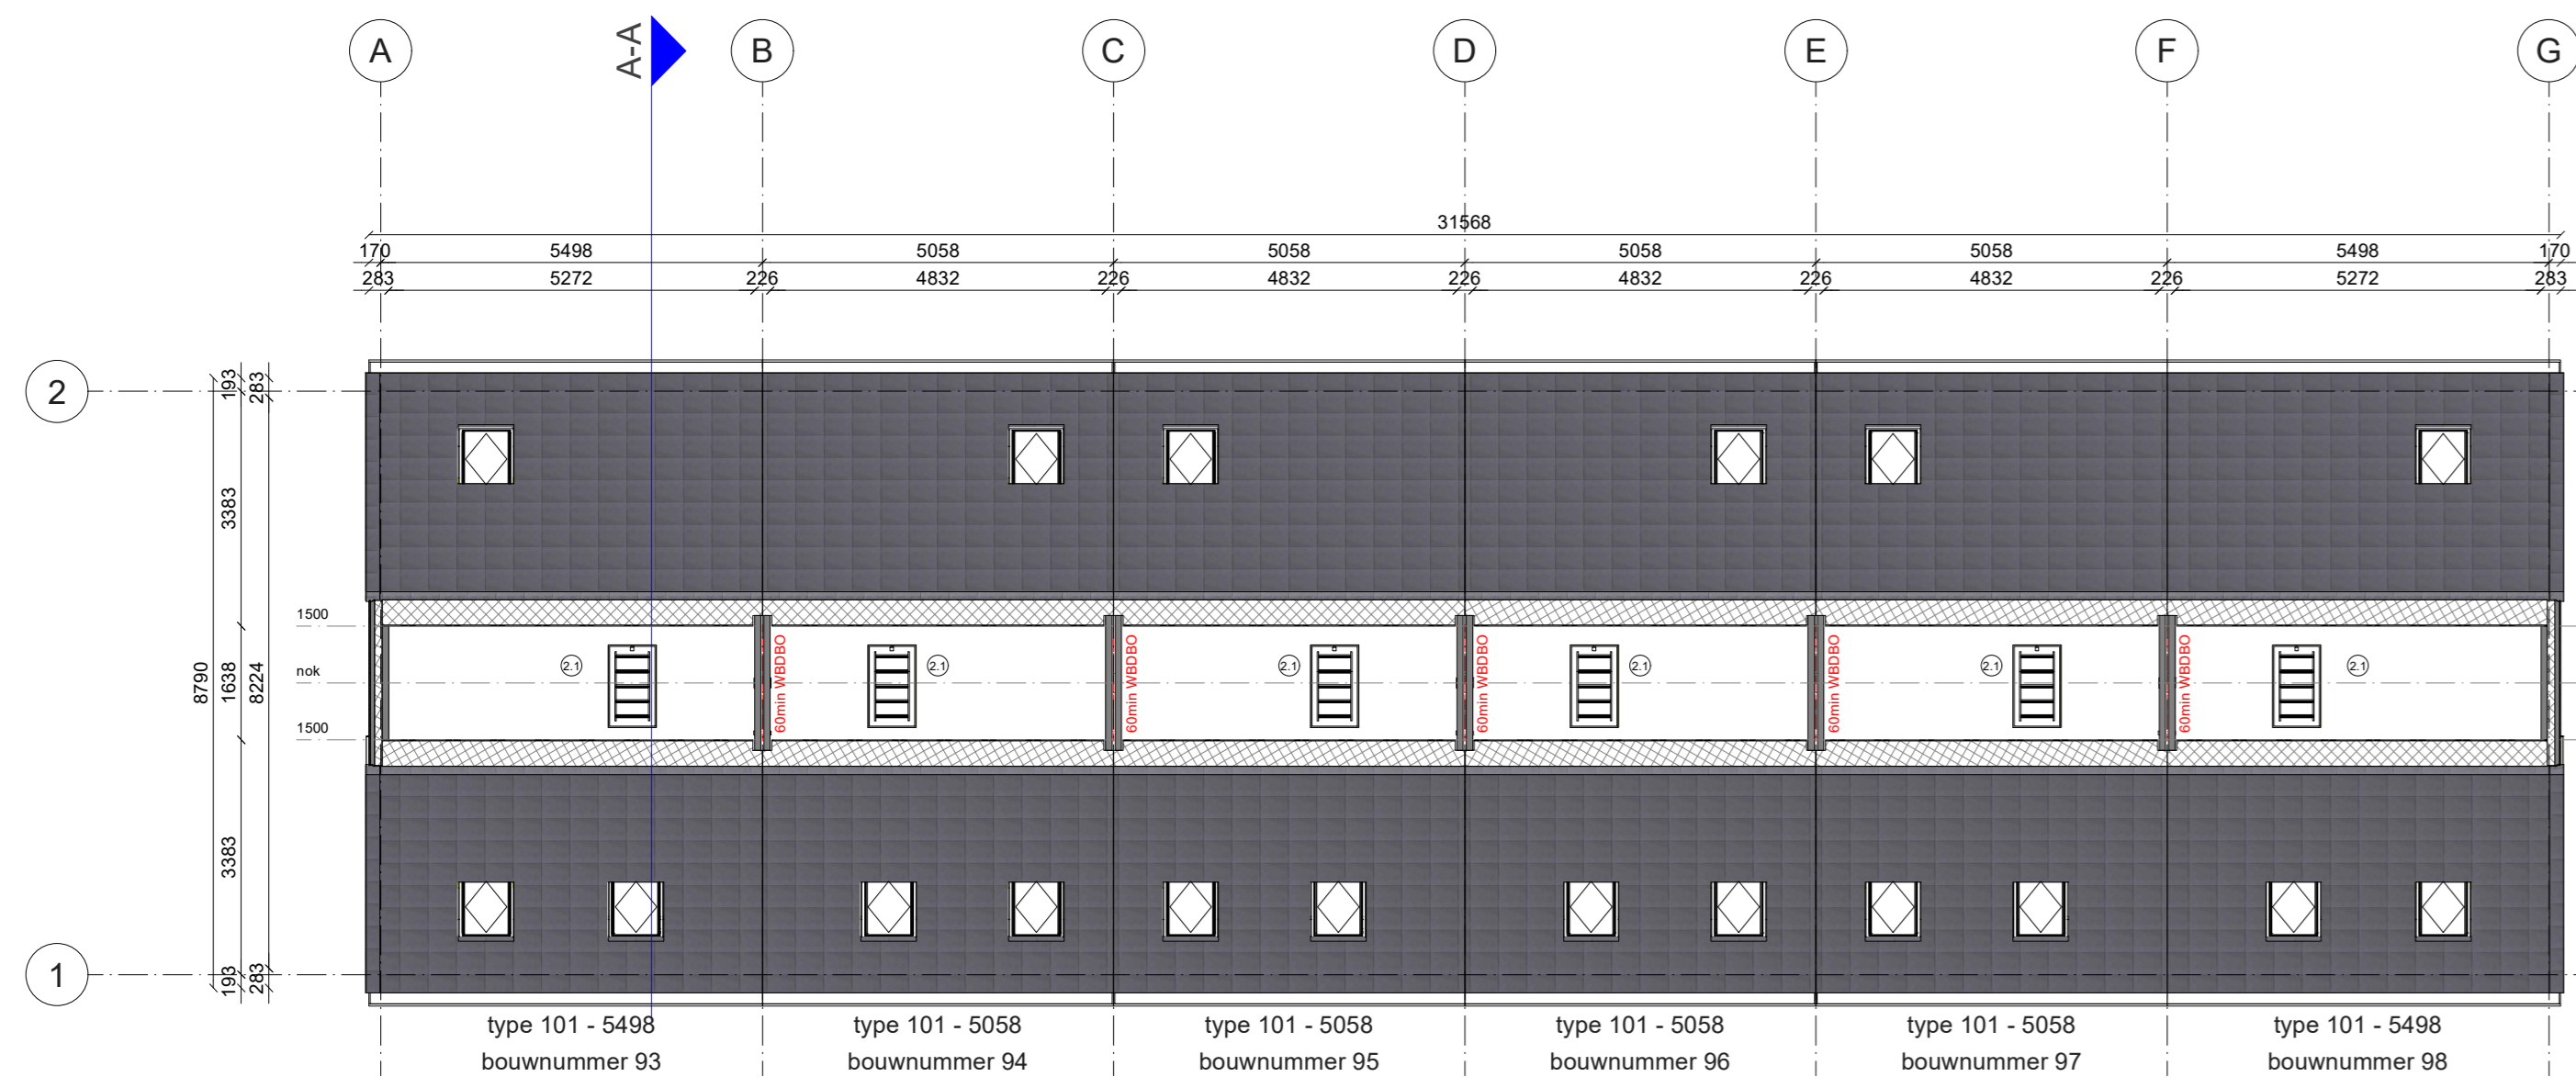 A
A-A
B
C
D
E
F
G
31568
170 5498 5058 5058 5058 5058 5498 170
283 5272 226 4832 226 4832 226 4832 226 4832 226 5272 283
2
193
283
3383
1500
nok
1500
8790
1638
8224
2.1
60min WBDBO
2.1
60min WBDBO
2.1
60min WBDBO
2.1
60min WBDBO
2.1
60min WBDBO
2.1
3383
1
193
283
type 101 - 5498
bouwnummer 93
type 101 - 5058
bouwnummer 94
type 101 - 5058
bouwnummer 95
type 101 - 5058
bouwnummer 96
type 101 - 5058
bouwnummer 97
type 101 - 5498
bouwnummer 98